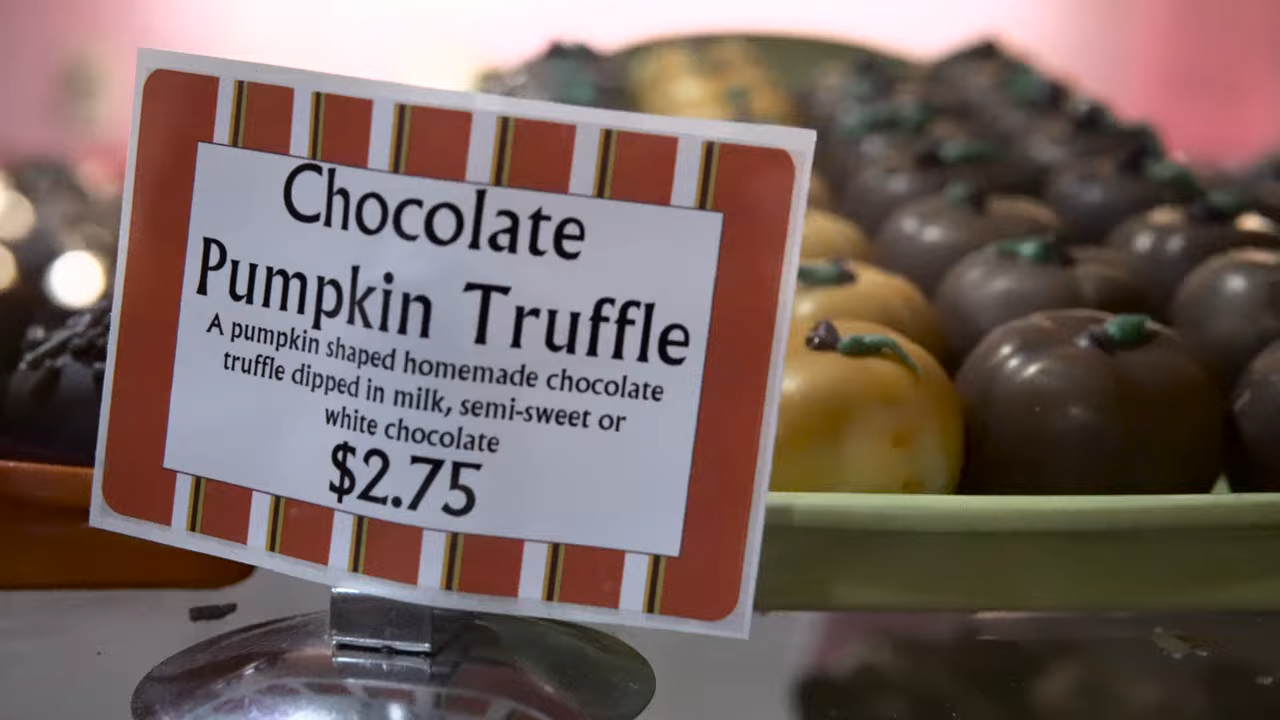 Chocolate
Pumpkin Truffle
A pumpkin shaped homemade chocolate
truffle dipped in milk, semi-sweet or
white chocolate
$2.75